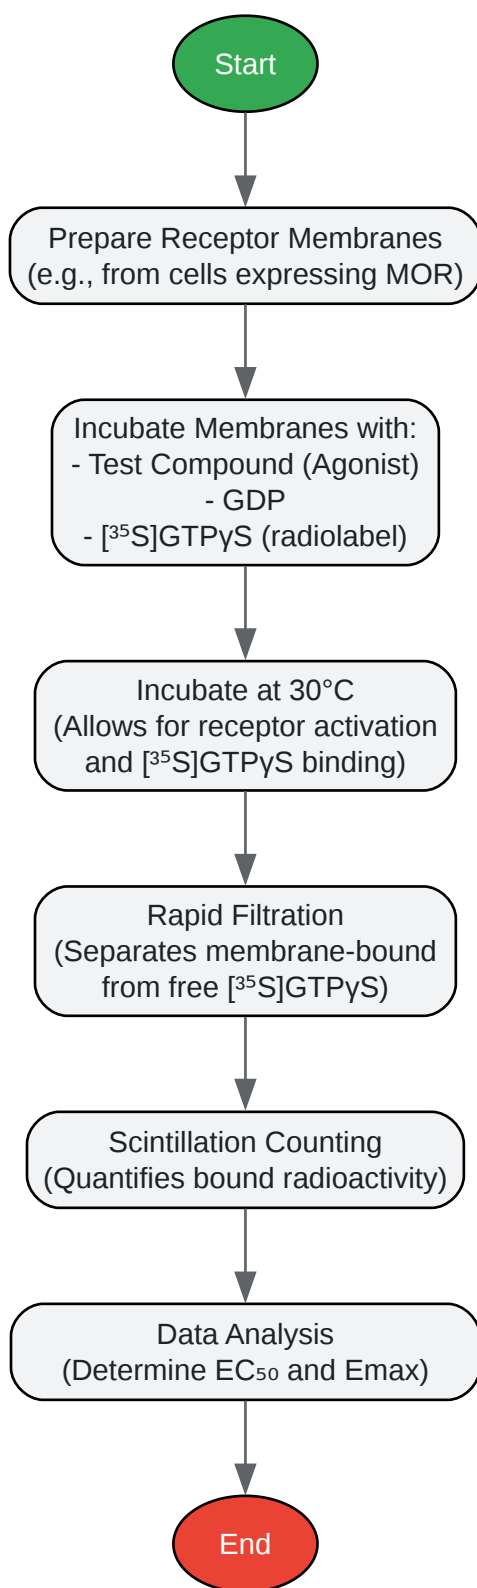 Start
Prepare Receptor Membranes
(e.g., from cells expressing MOR)
Incubate Membranes with:
- Test Compound (Agonist)
- GDP
- [³⁵S]GTPγS (radiolabel)
Incubate at 30°C
(Allows for receptor activation
and [³⁵S]GTPγS binding)
Rapid Filtration
(Separates membrane-bound
from free [³⁵S]GTPγS)
Scintillation Counting
(Quantifies bound radioactivity)
Data Analysis
(Determine EC₅₀ and Emax)
End